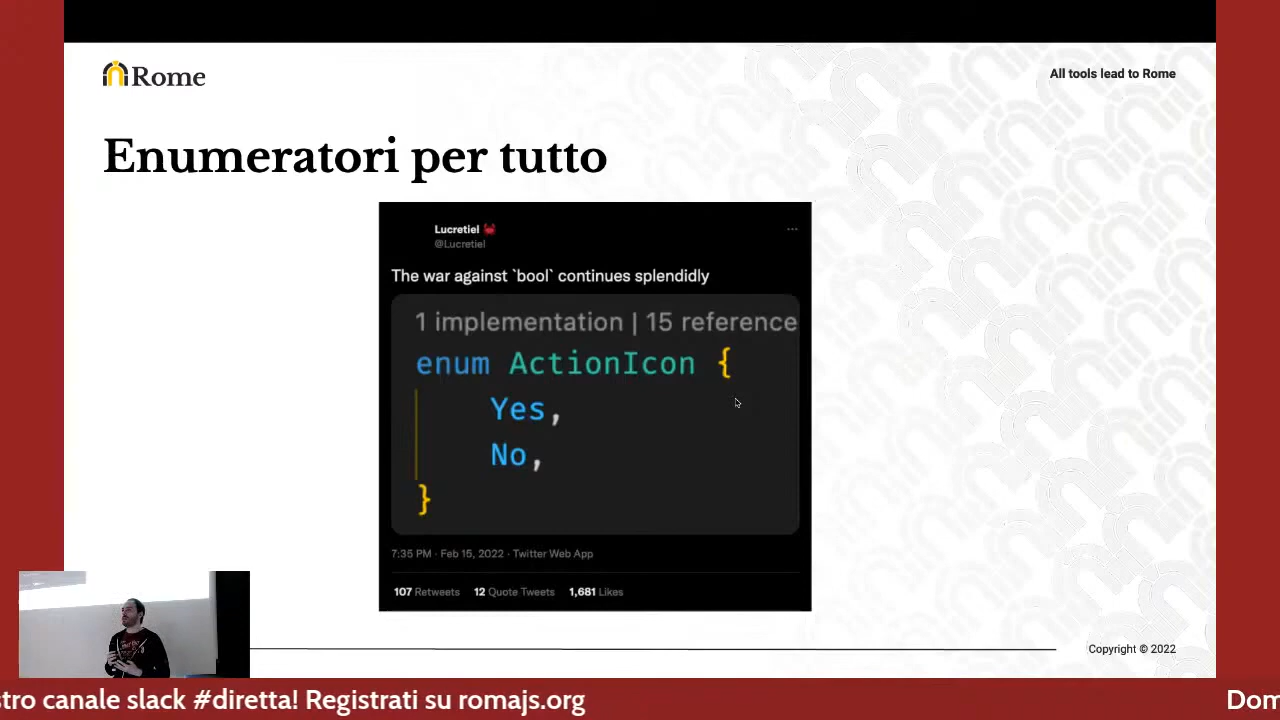 Rome
All tools lead to Rome
Enumeratori per tutto
Lucretiel
@Lucretiel
The war against `bool` continues splendidly
1 implementation | 15 reference
enum ActionIcon {
Yes,
No,
}
7:35 PM · Feb 15, 2022 · Twitter Web App
107 Retweets 12 Quote Tweets 1,681 Likes
Copyright © 2022
stro canale slack #diretta! Registrati su romajs.org
Dom